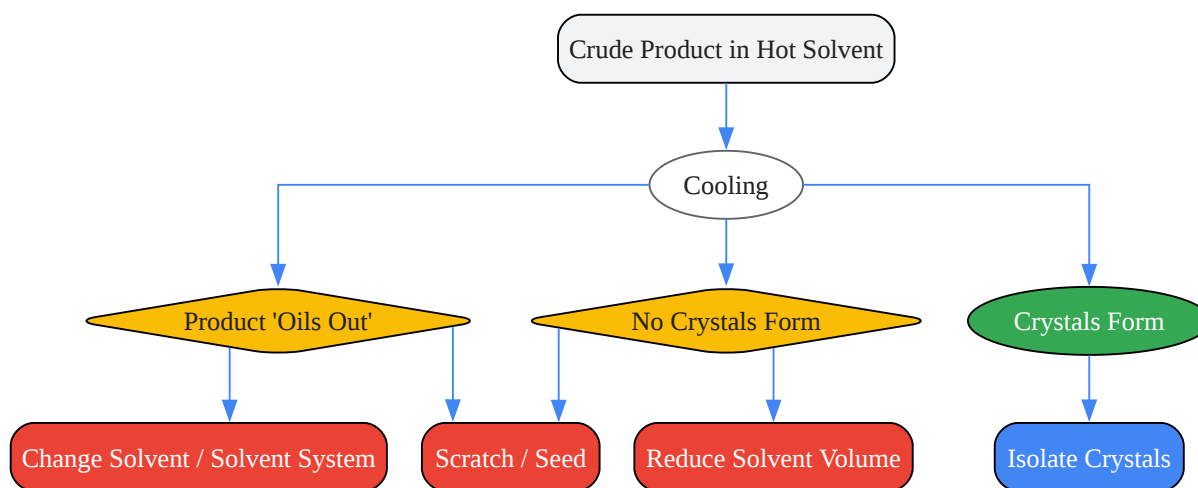 Crude Product in Hot Solvent
Cooling
Product 'Oils Out'
No Crystals Form
Crystals Form
Change Solvent / Solvent System
Scratch / Seed
Reduce Solvent Volume
Isolate Crystals